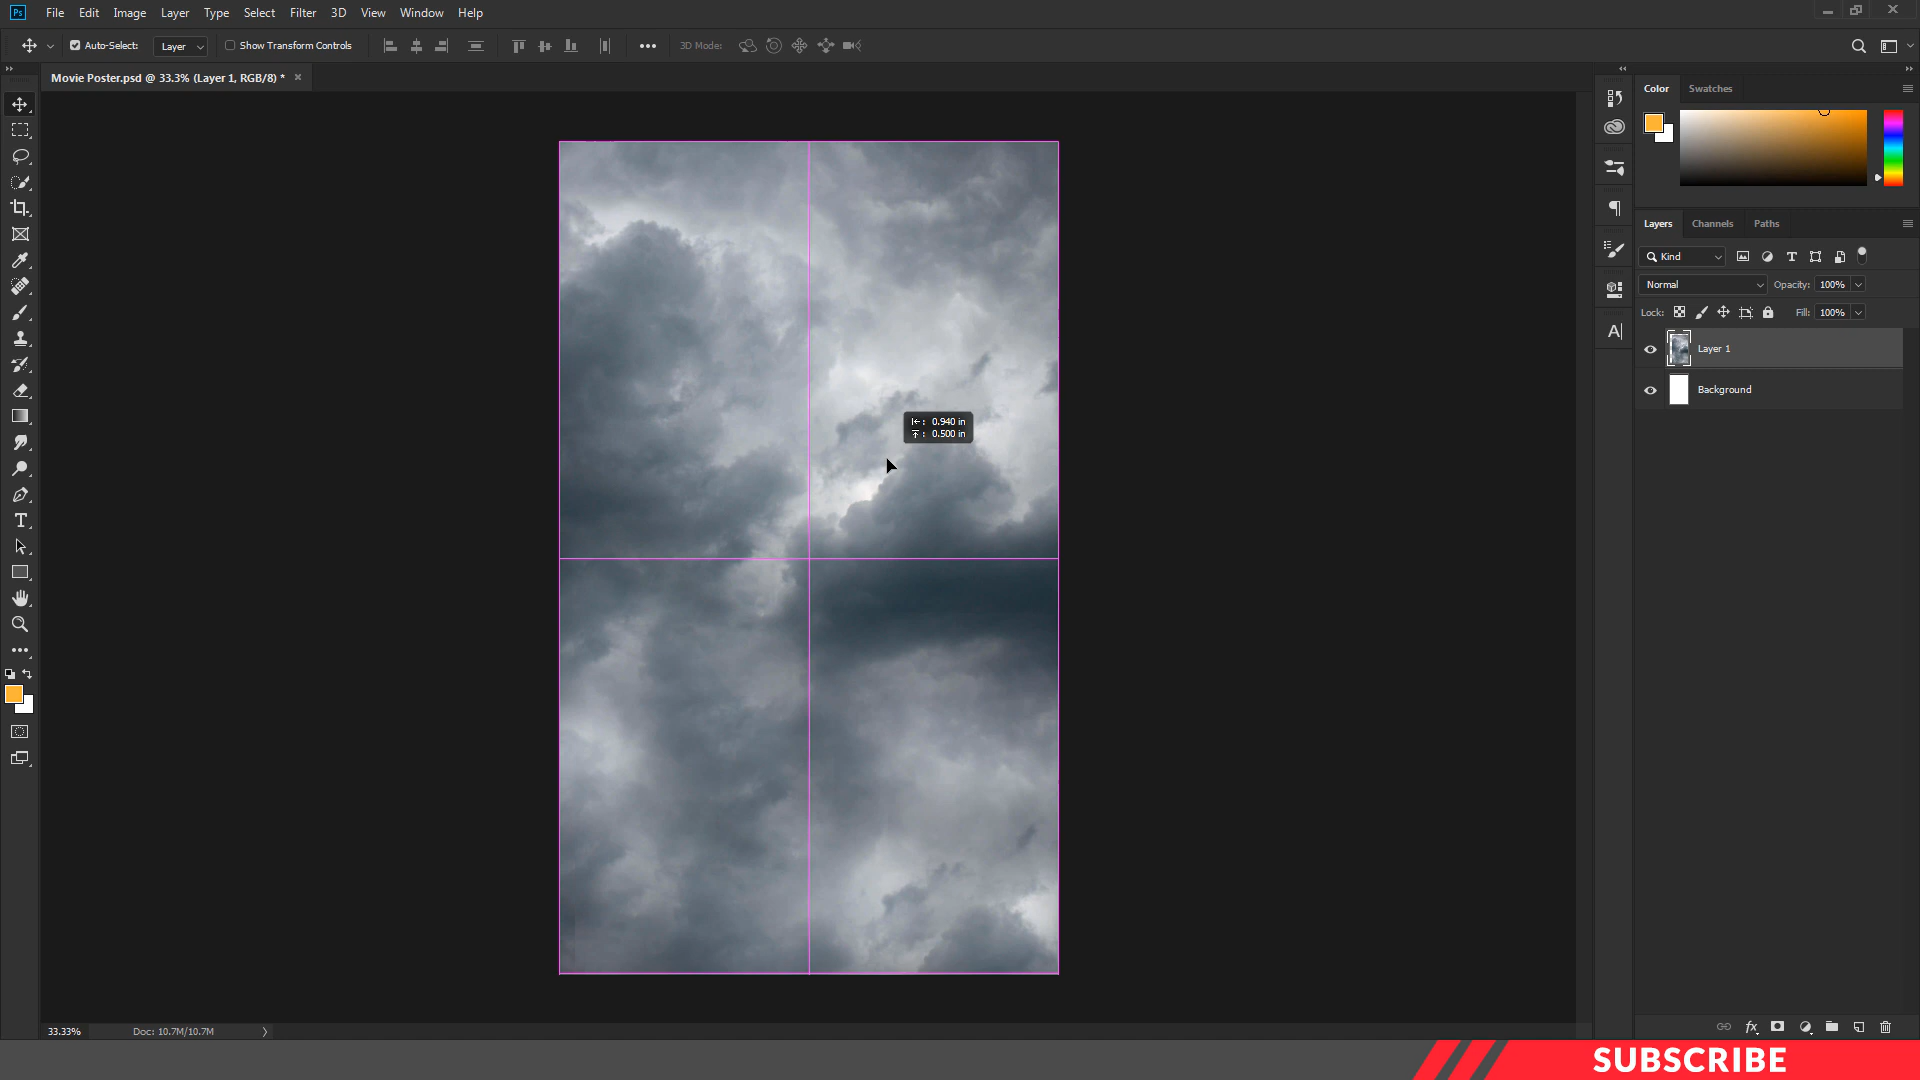 Ps File Edit Image Layer Type Select Filter 3D View Window Help
Auto-Select: Layer Show Transform Controls 3D Mode:
Movie Poster.psd @ 33.3% (Layer 1, RGB/8) * ×
Color Swatches
Layers Channels Paths
Kind
Normal Opacity: 100%
Lock: Fill: 100%
Layer 1
Background
0.940 in
0.500 in
33.33% Doc: 10.7M/10.7M
SUBSCRIBE